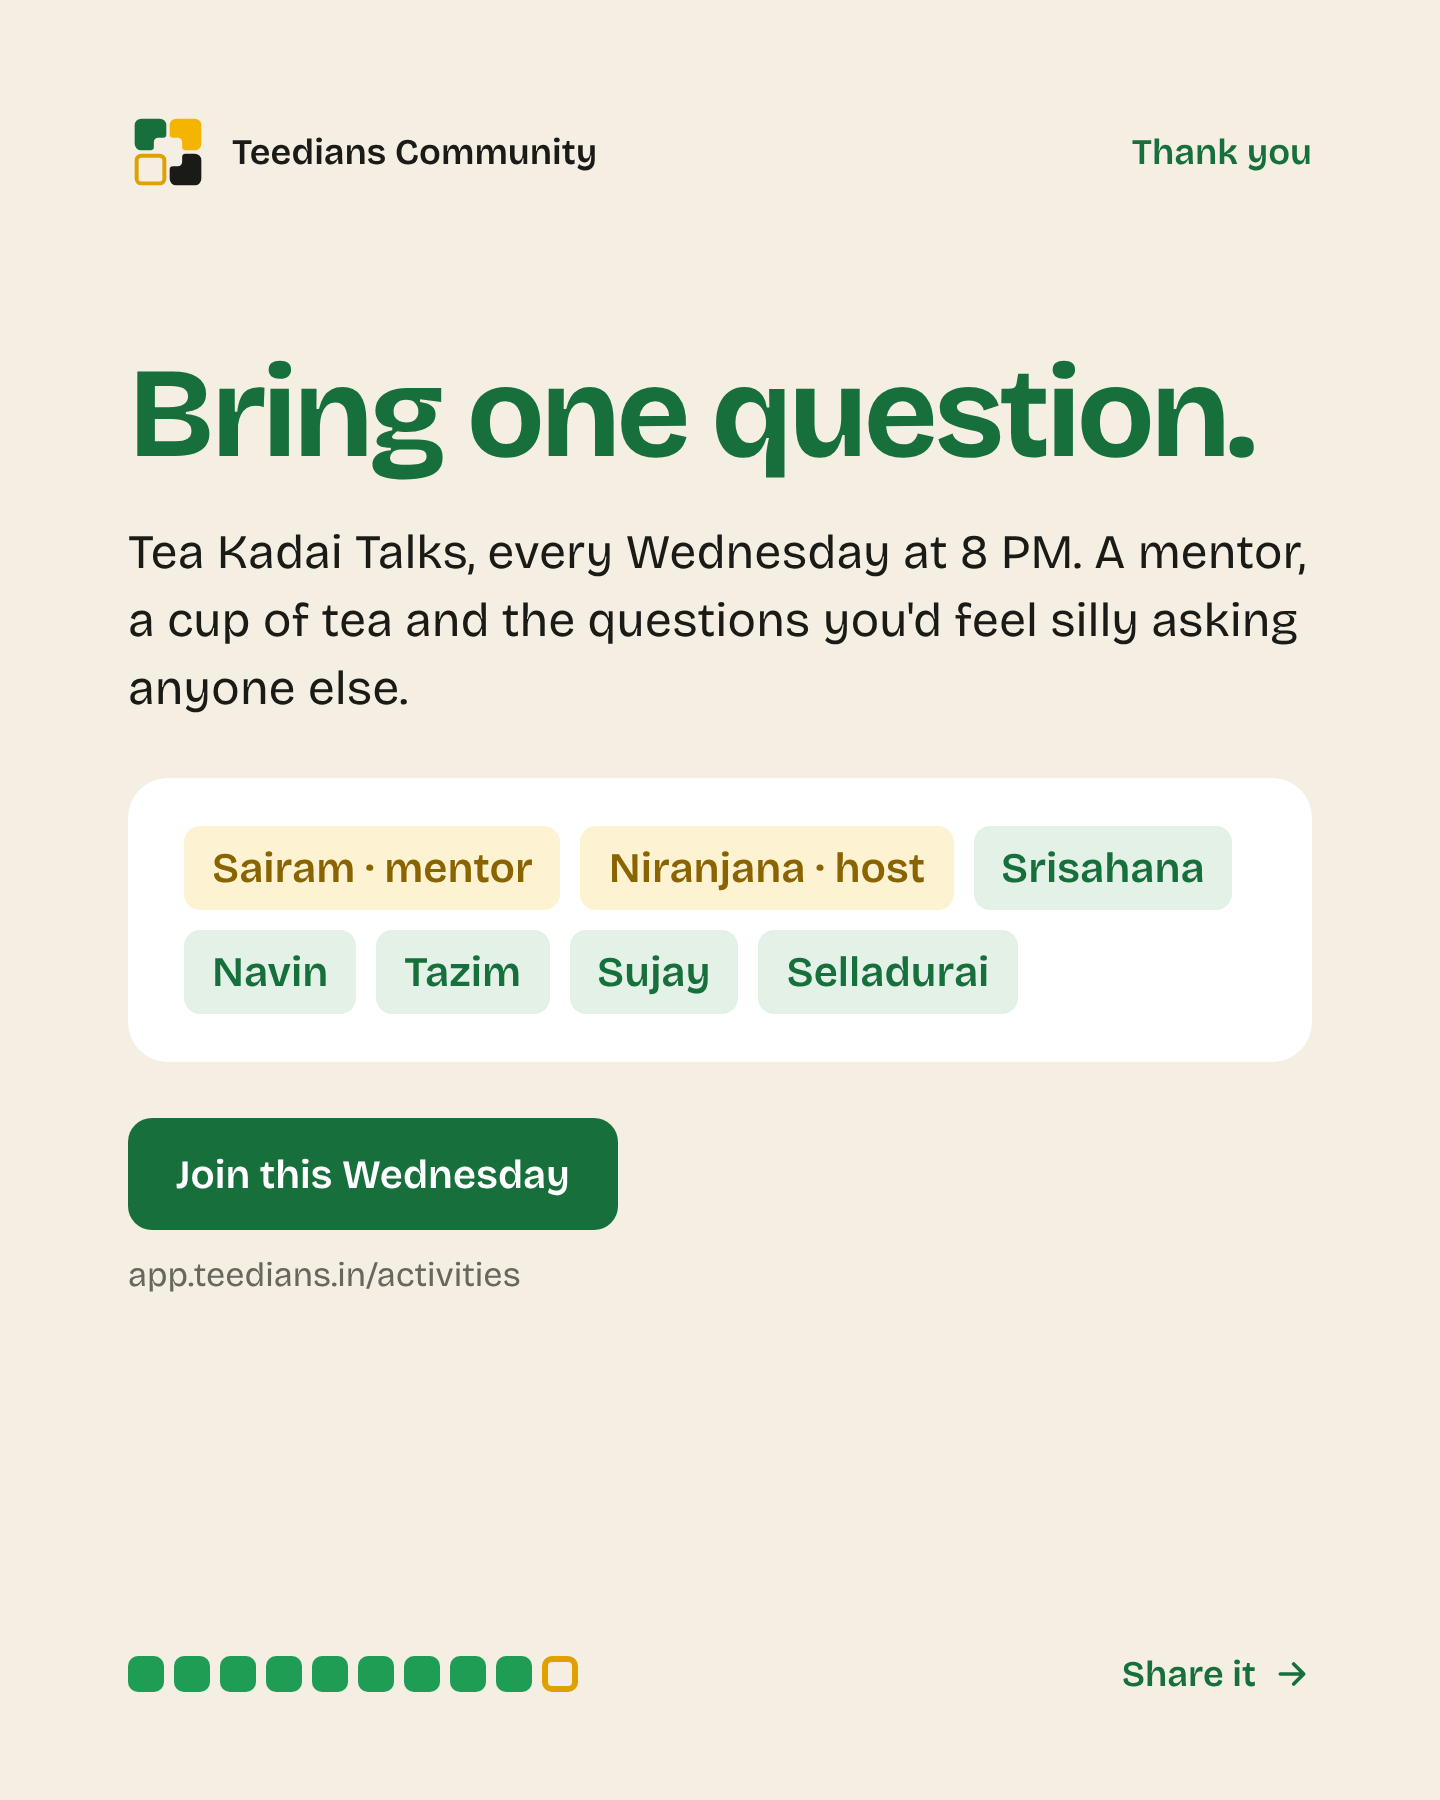 Teedians Community
Thank you
Bring one question.
Tea Kadai Talks, every Wednesday at 8 PM. A mentor,
a cup of tea and the questions you'd feel silly asking
anyone else.
Sairam · mentor
Niranjana · host
Srisahana
Navin
Tazim
Sujay
Selladurai
Join this Wednesday
app.teedians.in/activities
Share it →